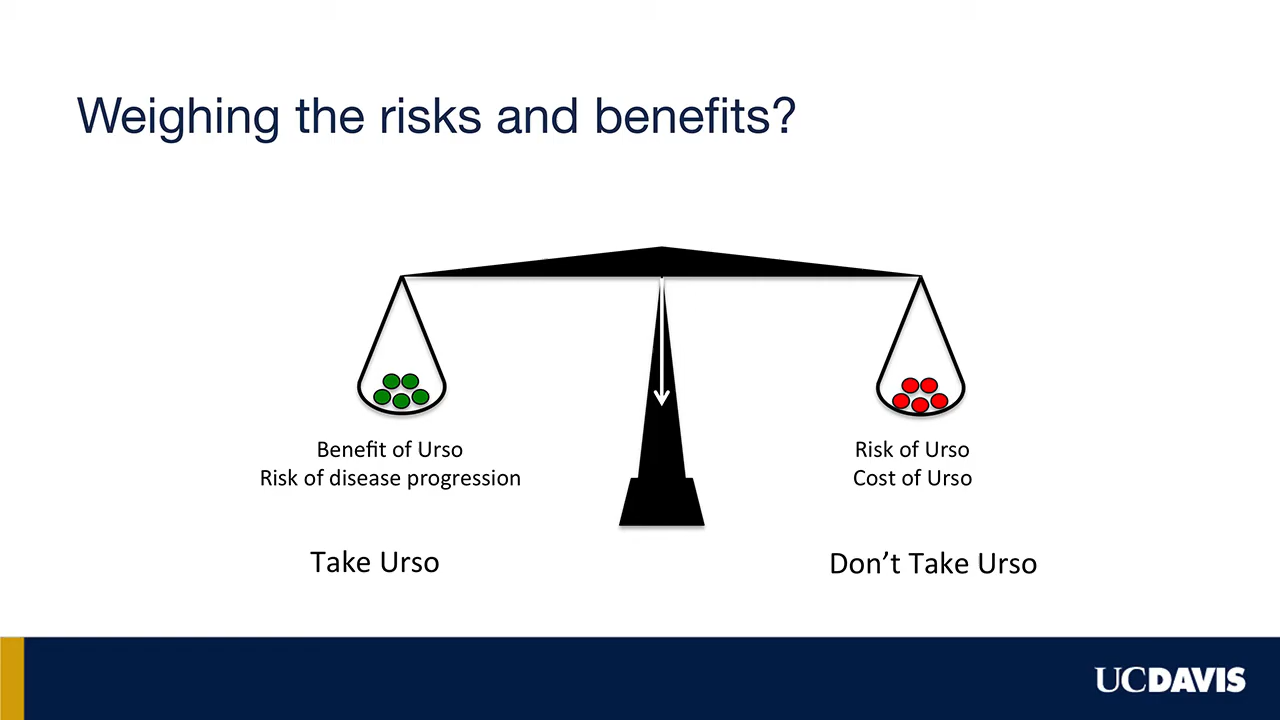 Weighing the risks and benefits?
Benefit of Urso
Risk of disease progression
Risk of Urso
Cost of Urso
Take Urso
Don’t Take Urso
UCDAVIS